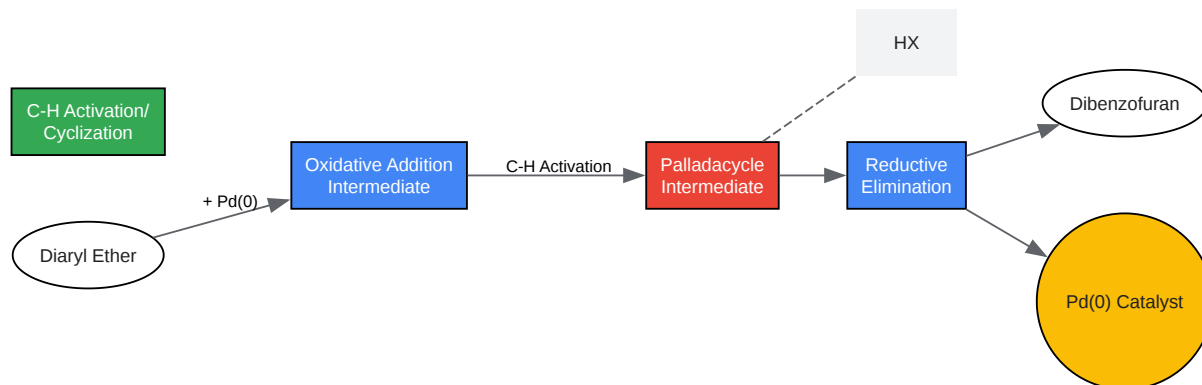 C-H Activation/
Cyclization
Diaryl Ether
+ Pd(0)
Oxidative Addition
Intermediate
C-H Activation
Palladacycle
Intermediate
HX
Reductive
Elimination
Dibenzofuran
Pd(0) Catalyst